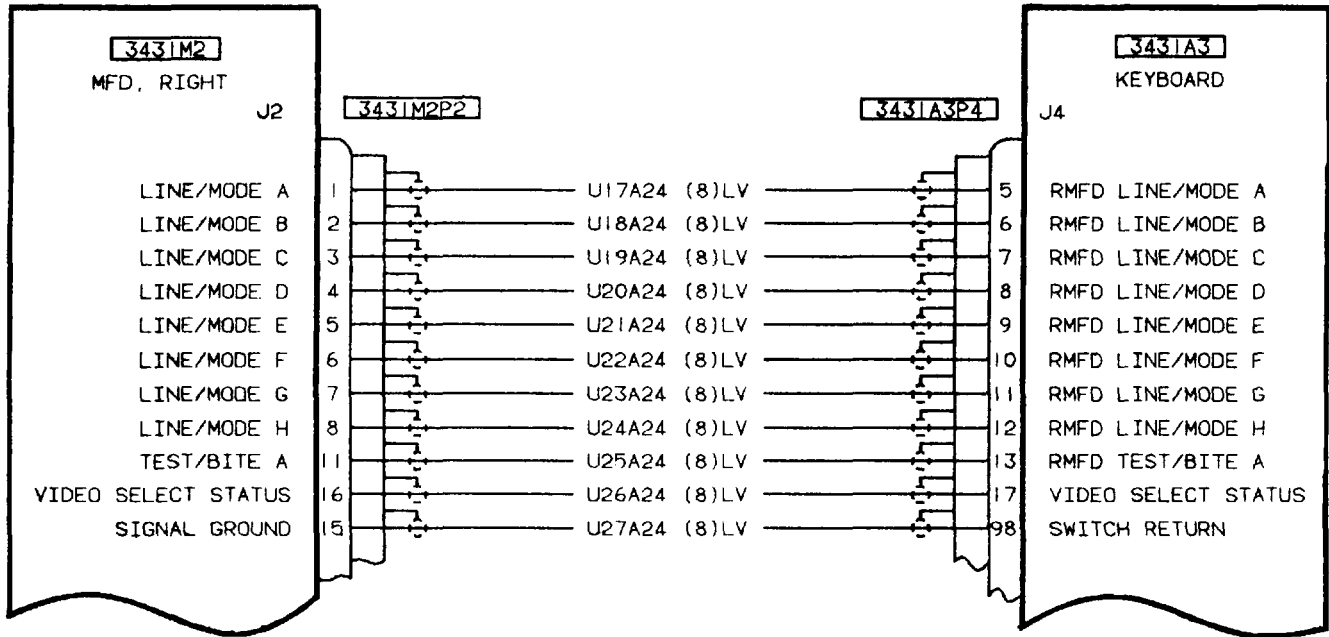 3431M2
MFD, RIGHT
J2
3431M2P2
3431A3P4
3431A3
KEYBOARD
J4
LINE/MODE A 1 U17A24 (8)LV 5 RMFD LINE/MODE A
LINE/MODE B 2 U18A24 (8)LV 6 RMFD LINE/MODE B
LINE/MODE C 3 U19A24 (8)LV 7 RMFD LINE/MODE C
LINE/MODE D 4 U20A24 (8)LV 8 RMFD LINE/MODE D
LINE/MODE E 5 U21A24 (8)LV 9 RMFD LINE/MODE E
LINE/MODE F 6 U22A24 (8)LV 10 RMFD LINE/MODE F
LINE/MODE G 7 U23A24 (8)LV 11 RMFD LINE/MODE G
LINE/MODE H 8 U24A24 (8)LV 12 RMFD LINE/MODE H
TEST/BITE A 11 U25A24 (8)LV 13 RMFD TEST/BITE A
VIDEO SELECT STATUS 16 U26A24 (8)LV 17 VIDEO SELECT STATUS
SIGNAL GROUND 15 U27A24 (8)LV 98 SWITCH RETURN